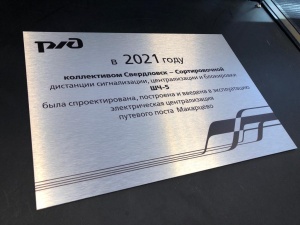 РЖД
в 2021 году
коллективом Свердловск – Сортировочной
дистанции сигнализации, централизации и блокировки
ШЧ-5
была спроектирована, построена и введена в эксплуатацию
электрическая централизация
путевого поста Макарцево